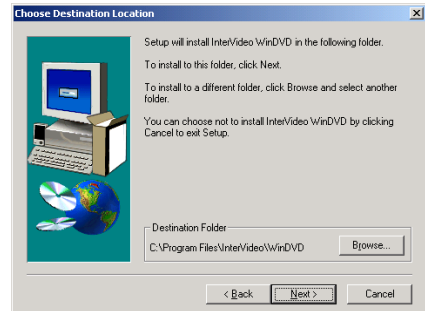 Choose Destination Location
Setup will install InterVideo WinDVD in the following folder.
To install to this folder, click Next.
To install to a different folder, click Browse and select another
folder.
You can choose not to install InterVideo WinDVD by clicking
Cancel to exit Setup.
Destination Folder
C:\Program Files\InterVideo\WinDVD
Browse...
< Back
Next >
Cancel